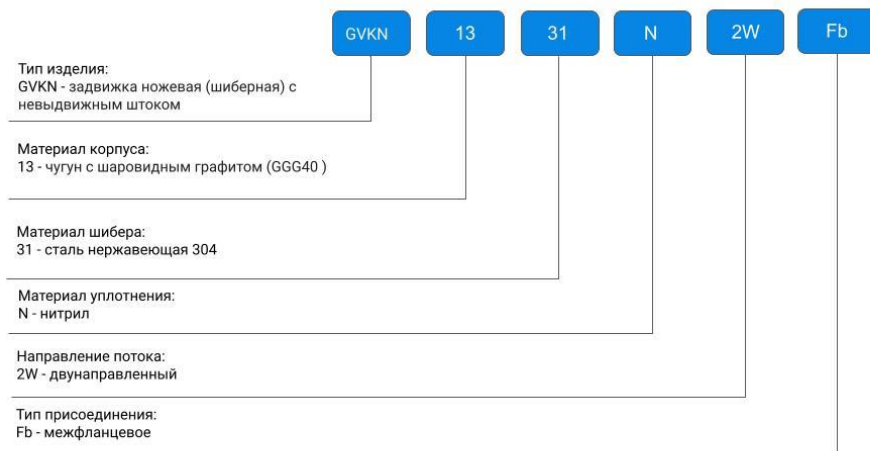 GVKN 13 31 N 2W Fb
Тип изделия:
GVKN - задвижка ножевая (шиберная) с
невыдвижным штоком
Материал корпуса:
13 - чугун с шаровидным графитом (GGG40 )
Материал шибера:
31 - сталь нержавеющая 304
Материал уплотнения:
N - нитрил
Направление потока:
2W - двунаправленный
Тип присоединения:
Fb - межфланцевое